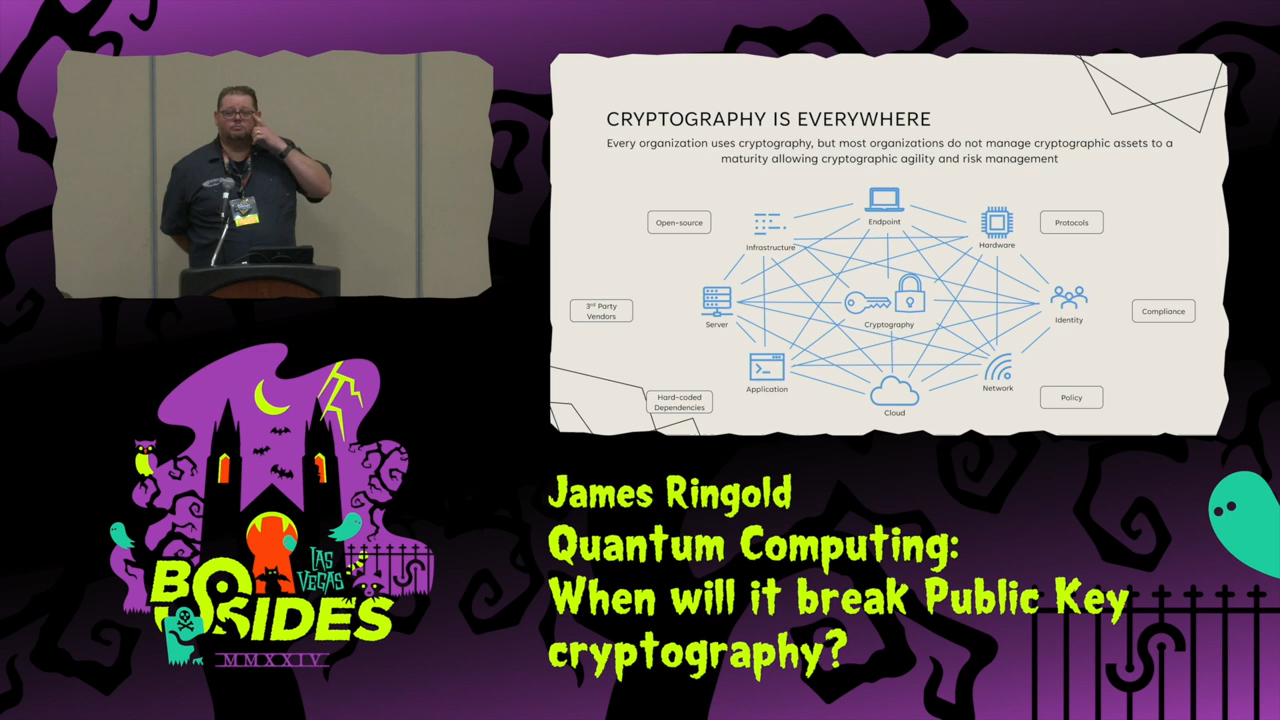 CRYPTOGRAPHY IS EVERYWHERE
Every organization uses cryptography, but most organizations do not manage cryptographic assets to a
maturity allowing cryptographic agility and risk management
Open-source
Infrastructure
Endpoint
Hardware
Protocols
3rd Party
Vendors
Server
Cryptography
Identity
Compliance
Application
Cloud
Network
Policy
Hard-coded
Dependencies
LAS
VEGAS
BSIDES
MMXXIV
James Ringold
Quantum Computing:
When will it break Public Key
cryptography?